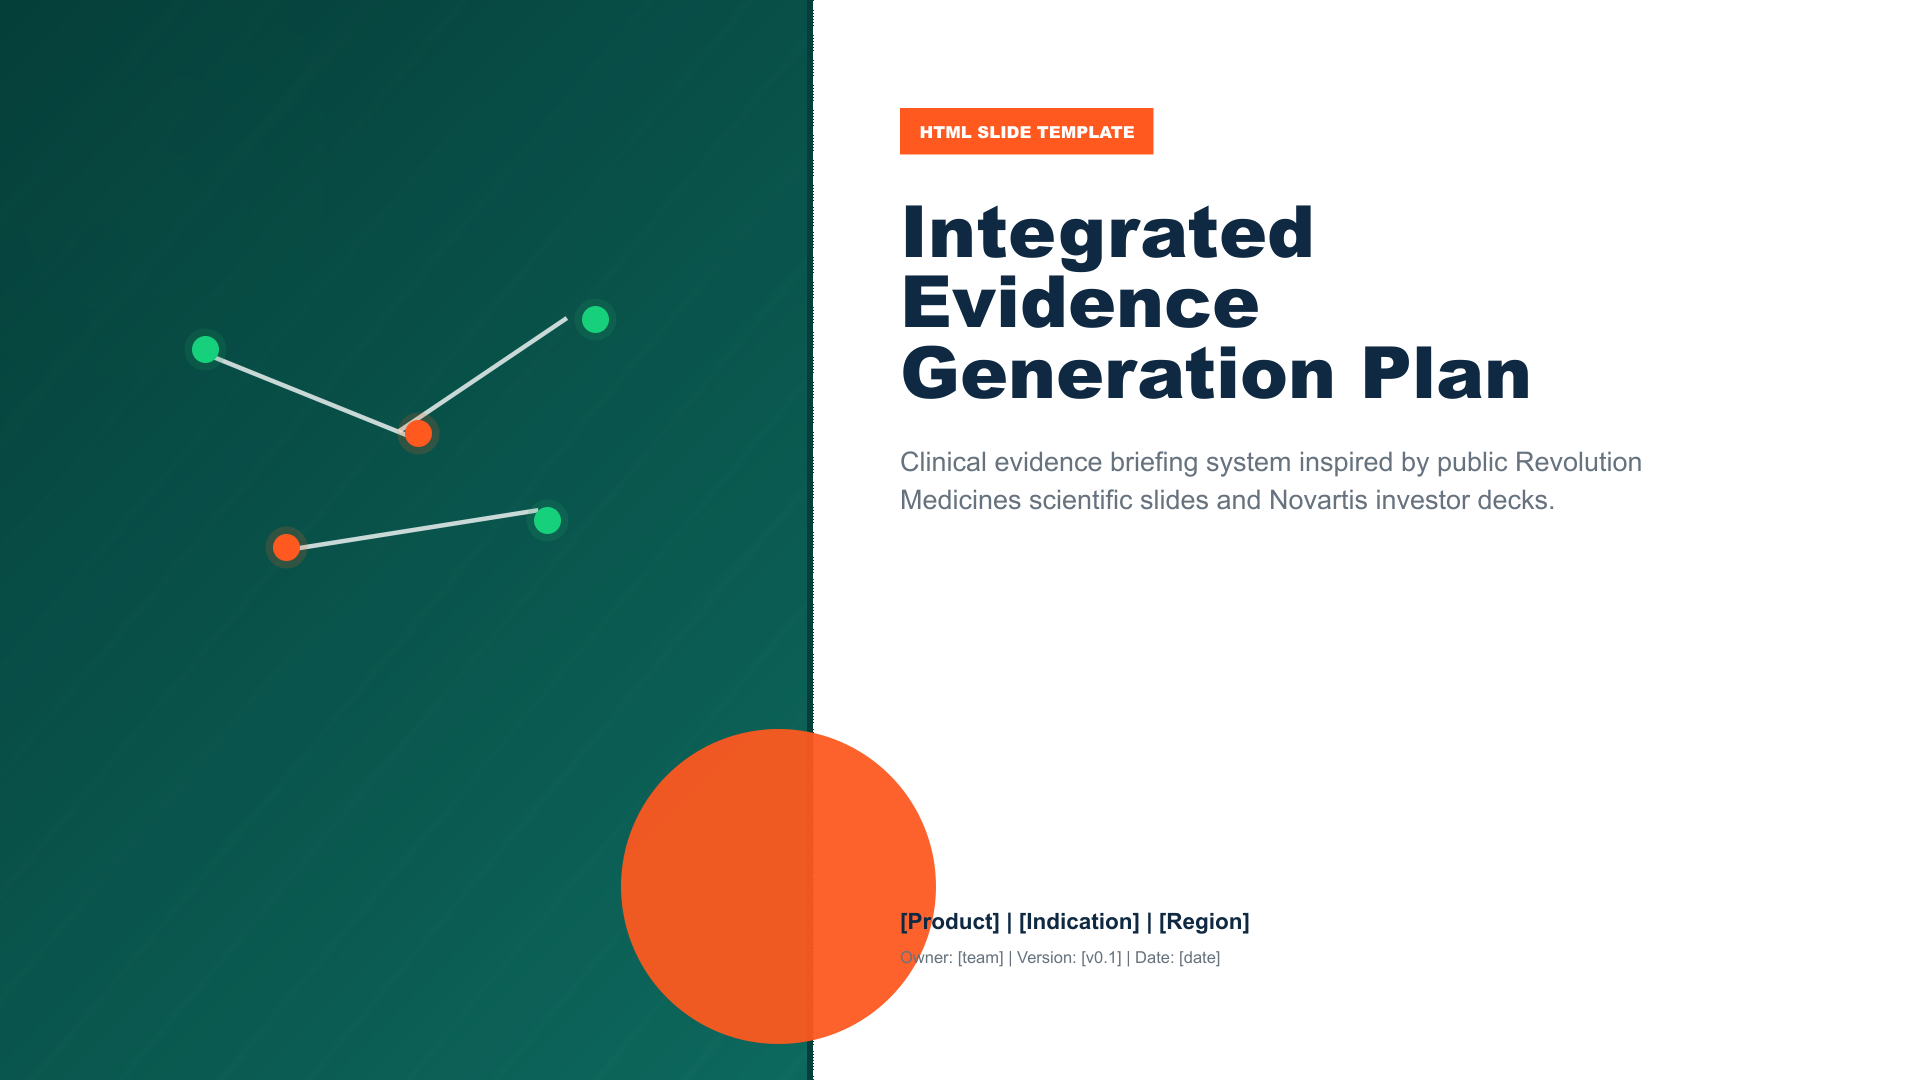 HTML SLIDE TEMPLATE
Integrated
Evidence
Generation Plan
Clinical evidence briefing system inspired by public Revolution
Medicines scientific slides and Novartis investor decks.
[Product] | [Indication] | [Region]
Owner: [team] | Version: [v0.1] | Date: [date]